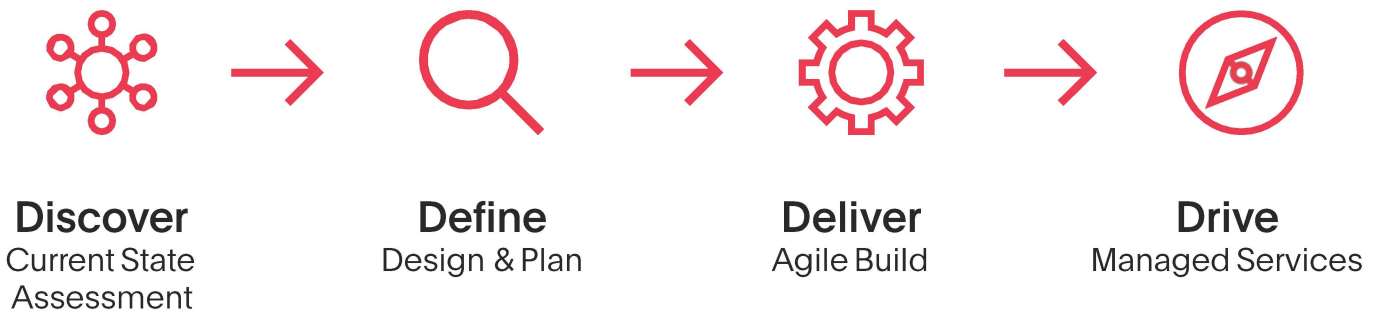 Discover
Current State
Assessment
Define
Design & Plan
Deliver
Agile Build
Drive
Managed Services